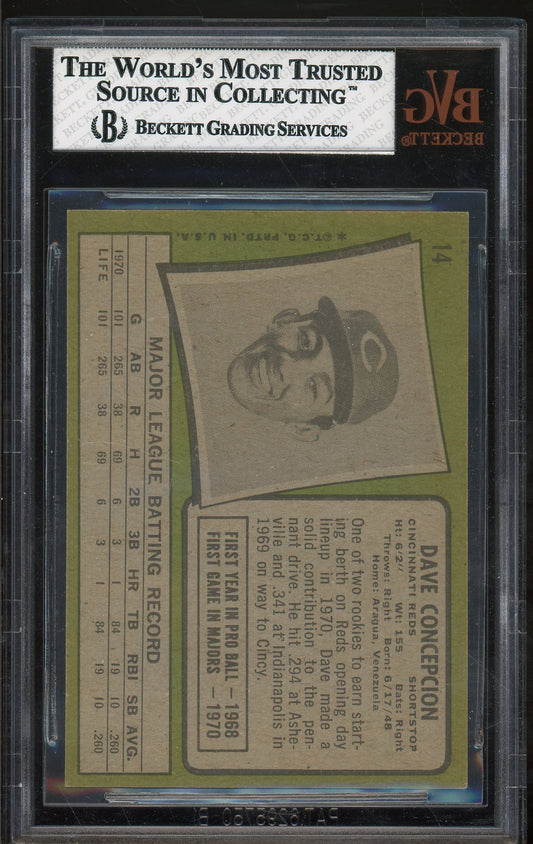 THE WORLD'S MOST TRUSTED
SOURCE IN COLLECTING™
B BECKETT GRADING SERVICES
BVG
BECKETT®
14
✶©T.C.G. PRTD. IN U.S.A.
C
DAVE CONCEPCION
CINCINNATI REDS SHORTSTOP
Ht: 6'2" Wt: 155 Bats: Right
Throws: Right Born: 6/17/48
Home: Aragua, Venezuela
One of two rookies to earn start-
ing berth on Reds opening day
lineup in 1970, Dave made a
solid contribution to the pen-
nant drive. He hit .294 at Ashe-
ville and .341 at Indianapolis in
1969 on way to Cincy.
FIRST YEAR IN PRO BALL — 1968
FIRST GAME IN MAJORS — 1970
MAJOR LEAGUE BATTING RECORD
G AB R H 2B 3B HR TB RBI SB AVG.
1970 101 265 38 69 6 3 1 84 19 10 .260
LIFE 101 265 38 69 6 3 1 84 19 10 .260